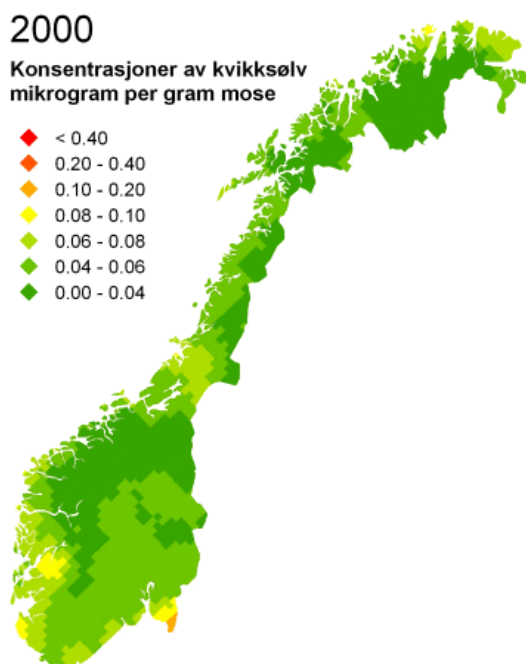 2000
Konsentrasjoner av kvikksølv
mikrogram per gram mose
< 0.40
0.20 - 0.40
0.10 - 0.20
0.08 - 0.10
0.06 - 0.08
0.04 - 0.06
0.00 - 0.04